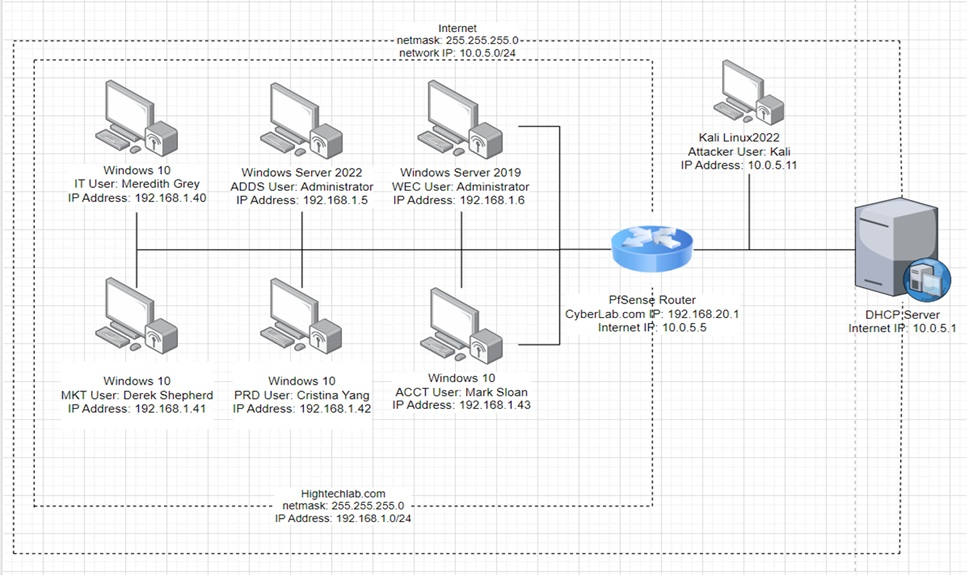 Internet
netmask: 255.255.255.0
network IP: 10.0.5.0/24
Windows 10
IT User: Meredith Grey
IP Address: 192.168.1.40
Windows Server 2022
ADDS User: Administrator
IP Address: 192.168.1.5
Windows Server 2019
WEC User: Administrator
IP Address: 192.168.1.6
Kali Linux2022
Attacker User: Kali
IP Address: 10.0.5.11
PfSense Router
CyberLab.com IP: 192.168.20.1
Internet IP: 10.0.5.5
DHCP Server
Internet IP: 10.0.5.1
Windows 10
MKT User: Derek Shepherd
IP Address: 192.168.1.41
Windows 10
PRD User: Cristina Yang
IP Address: 192.168.1.42
Windows 10
ACCT User: Mark Sloan
IP Address: 192.168.1.43
Hightechlab.com
netmask: 255.255.255.0
IP Address: 192.168.1.0/24